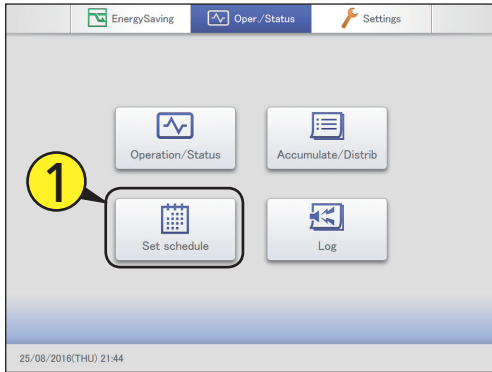 EnergySaving Oper./Status Settings
Operation/Status Accumulate/Distrib
1
Set schedule Log
25/08/2016(THU) 21:44